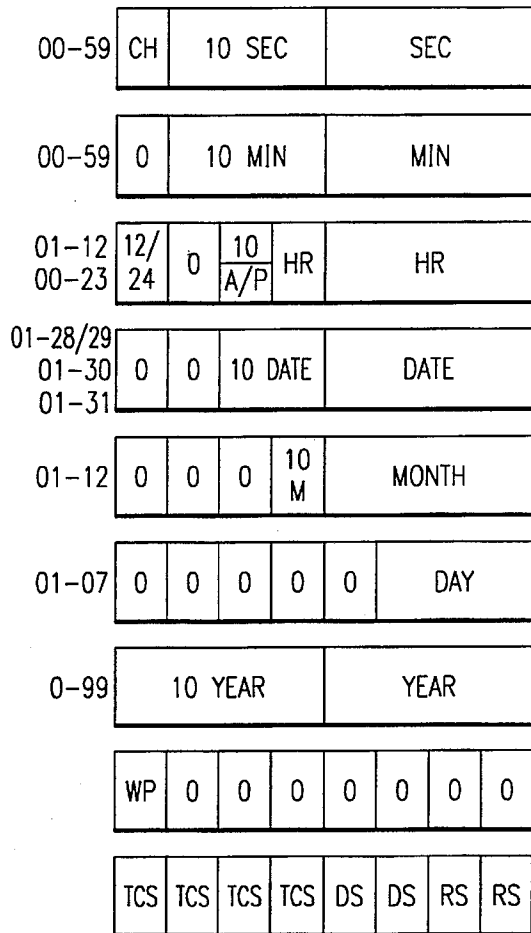 00-59 CH 10 SEC SEC
00-59 0 10 MIN MIN
01-12 12/ 0 10 HR HR
00-23 24 A/P
01-28/29
01-30 0 0 10 DATE DATE
01-31
01-12 0 0 0 10 M MONTH
01-07 0 0 0 0 0 DAY
0-99 10 YEAR YEAR
WP 0 0 0 0 0 0 0
TCS TCS TCS TCS DS DS RS RS